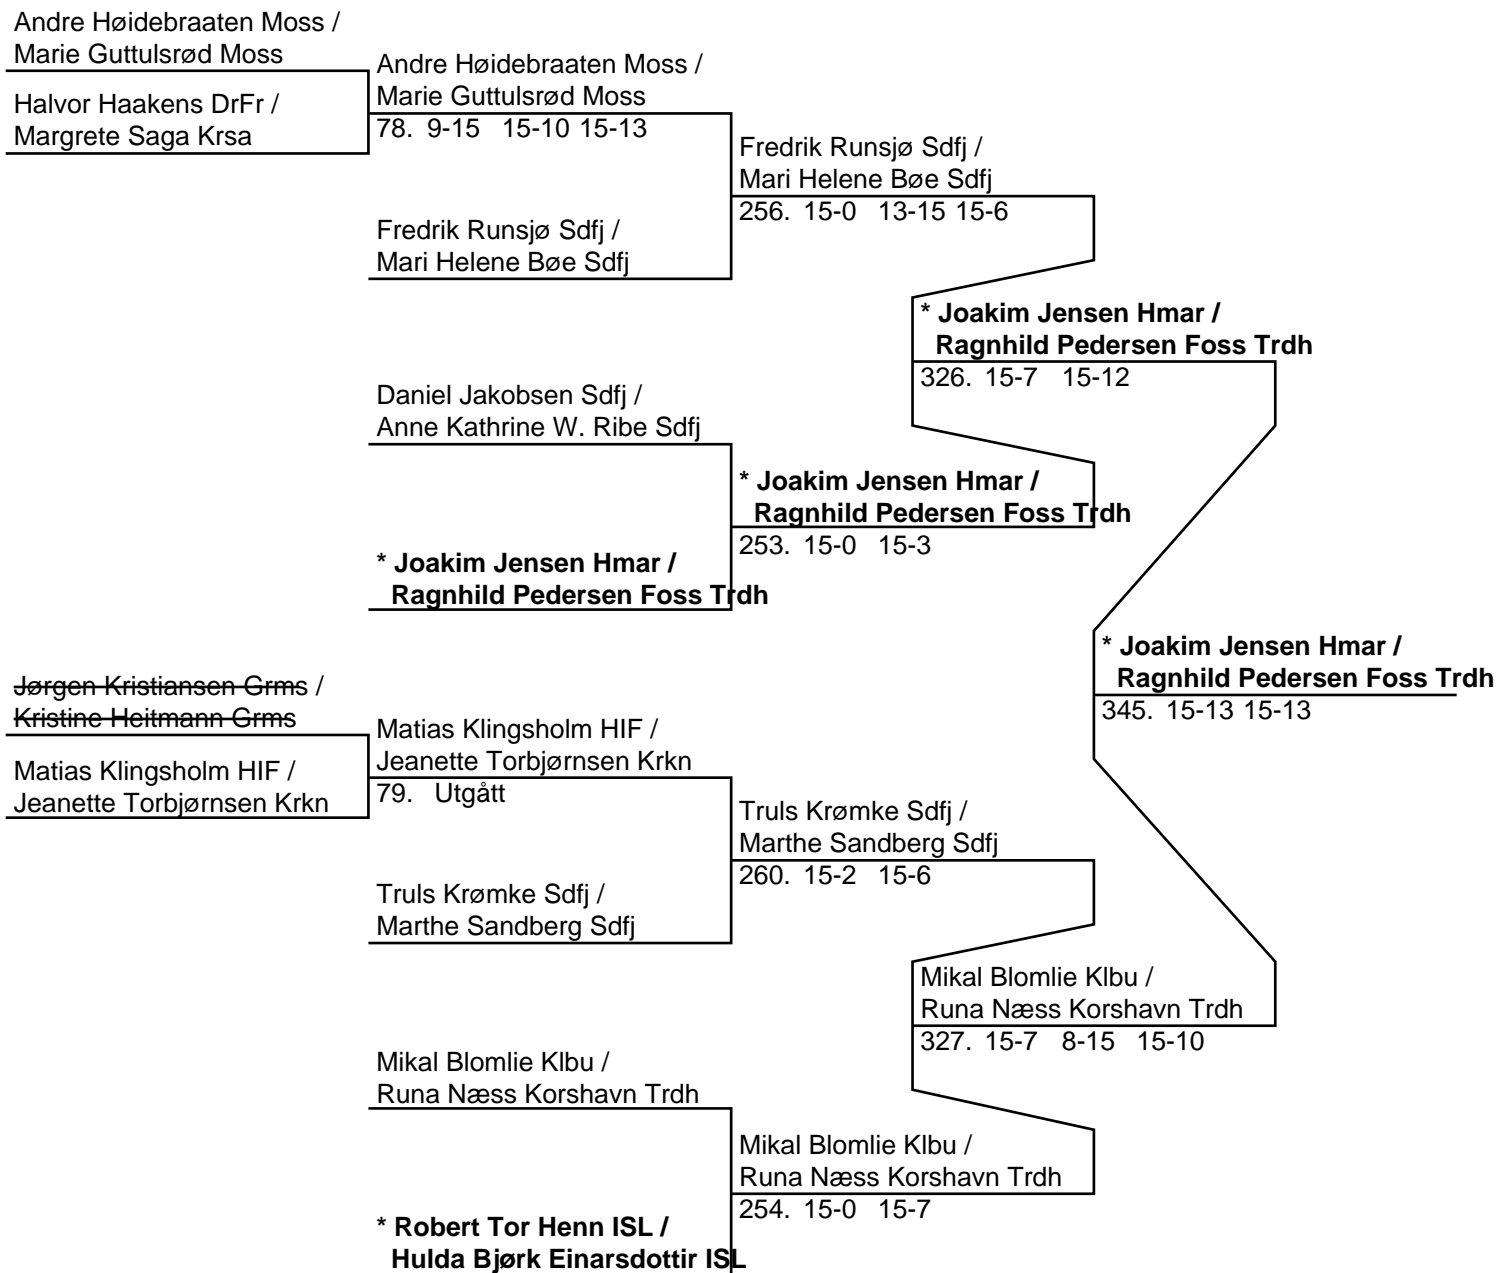 Andre Høidebraaten Moss /
Marie Guttulsrød Moss
Halvor Haakens DrFr /
Margrete Saga Krsa
Andre Høidebraaten Moss /
Marie Guttulsrød Moss
78. 9-15 15-10 15-13
Fredrik Runsjø Sdfj /
Mari Helene Bøe Sdfj
Fredrik Runsjø Sdfj /
Mari Helene Bøe Sdfj
256. 15-0 13-15 15-6
Daniel Jakobsen Sdfj /
Anne Kathrine W. Ribe Sdfj
* Joakim Jensen Hmar /
Ragnhild Pedersen Foss Trdh
* Joakim Jensen Hmar /
Ragnhild Pedersen Foss Trdh
253. 15-0 15-3
* Joakim Jensen Hmar /
Ragnhild Pedersen Foss Trdh
326. 15-7 15-12
Jørgen Kristiansen Grms /
Kristine Heitmann Grms
Matias Klingsholm HIF /
Jeanette Torbjørnsen Krkn
Matias Klingsholm HIF /
Jeanette Torbjørnsen Krkn
79. Utgått
Truls Krømke Sdfj /
Marthe Sandberg Sdfj
Truls Krømke Sdfj /
Marthe Sandberg Sdfj
260. 15-2 15-6
Mikal Blomlie Klbu /
Runa Næss Korshavn Trdh
* Robert Tor Henn ISL /
Hulda Bjørk Einarsdottir ISL
Mikal Blomlie Klbu /
Runa Næss Korshavn Trdh
254. 15-0 15-7
Mikal Blomlie Klbu /
Runa Næss Korshavn Trdh
327. 15-7 8-15 15-10
* Joakim Jensen Hmar /
Ragnhild Pedersen Foss Trdh
345. 15-13 15-13